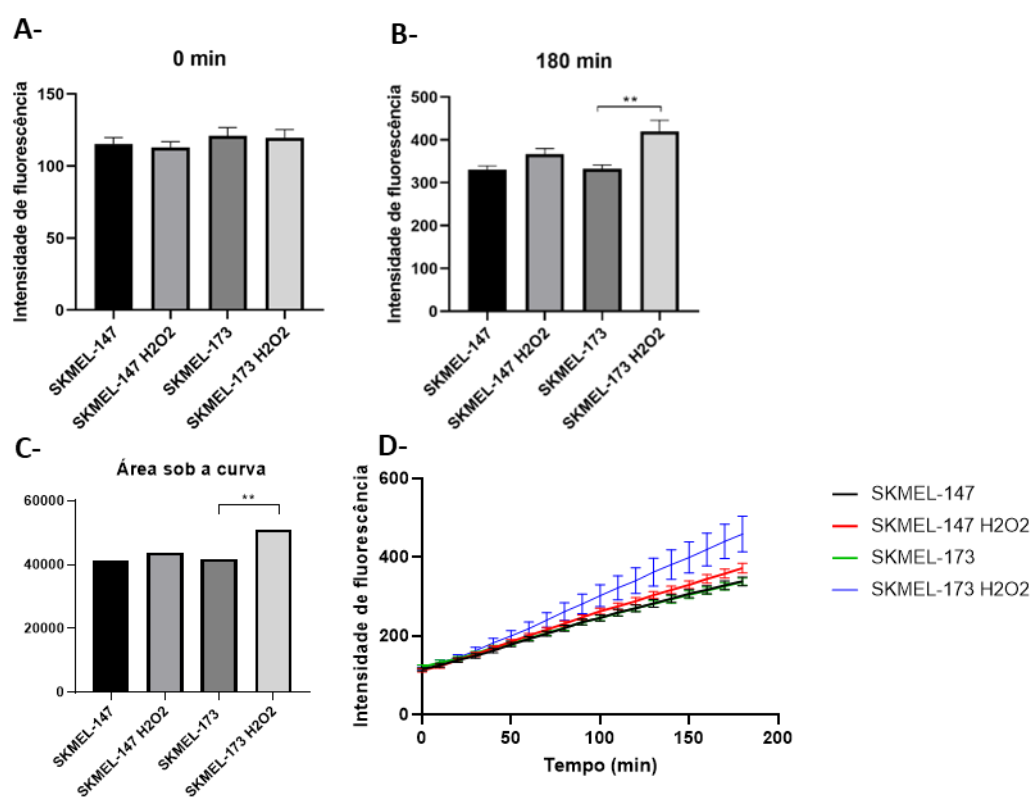 A-
0 min
Intensidade de fluorescência
150
100
50
0
SKMEL-147
SKMEL-147 H2O2
SKMEL-173
SKMEL-173 H2O2
B-
180 min
Intensidade de fluorescência
500
400
300
200
100
0
**
SKMEL-147
SKMEL-147 H2O2
SKMEL-173
SKMEL-173 H2O2
C-
Área sob a curva
60000
40000
20000
0
**
SKMEL-147
SKMEL-147 H2O2
SKMEL-173
SKMEL-173 H2O2
D-
Intensidade de fluorescência
600
400
200
0
0 50 100 150 200
Tempo (min)
SKMEL-147
SKMEL-147 H2O2
SKMEL-173
SKMEL-173 H2O2